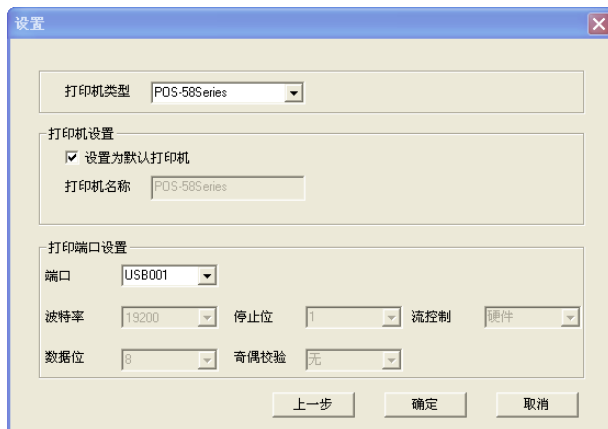 设置
打印机类型 POS-58Series
打印机设置
设置为默认打印机
打印机名称 POS-58Series
打印端口设置
端口 USB001
波特率 19200 停止位 1 流控制 硬件
数据位 8 奇偶校验 无
上一步 确定 取消